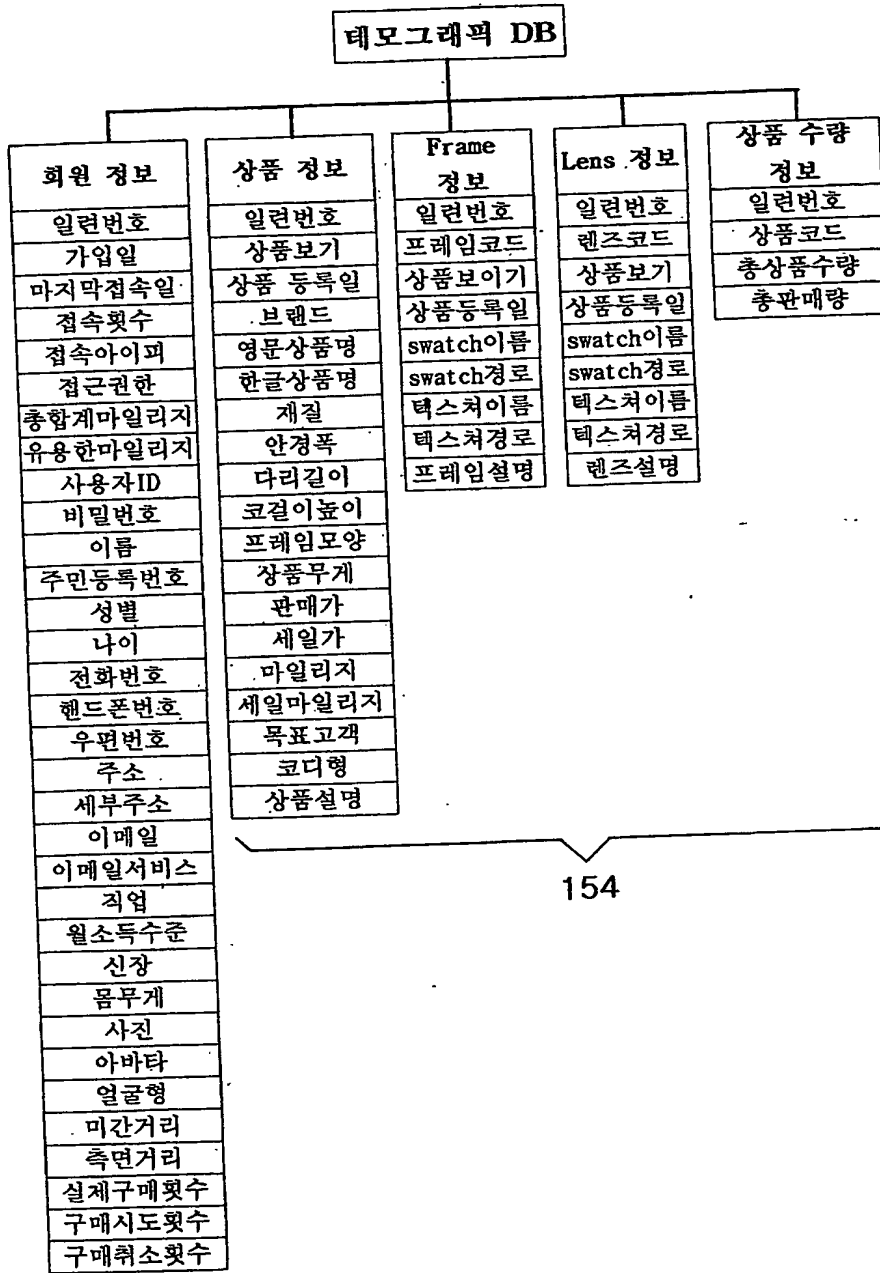 테모그래픽 DB
회원 정보
일련번호
가입일
마지막접속일
접속횟수
접속아이피
접근권한
총합계마일리지
유용한마일리지
사용자ID
비밀번호
이름
주민등록번호
성별
나이
전화번호
핸드폰번호
우편번호
주소
세부주소
이메일
이메일서비스
직업
월소득수준
신장
몸무게
사진
아바타
얼굴형
미간거리
측면거리
실제구매횟수
구매시도횟수
구매취소횟수
상품 정보
일련번호
상품보기
상품 등록일
브랜드
영문상품명
한글상품명
재질
안경폭
다리길이
코걸이높이
프레임모양
상품무게
판매가
세일가
마일리지
세일마일리지
목표고객
코디형
상품설명
Frame
정보
일련번호
프레임코드
상품보이기
상품등록일
swatch이름
swatch경로
텍스쳐이름
텍스쳐경로
프레임설명
Lens 정보
일련번호
렌즈코드
상품보기
상품등록일
swatch이름
swatch경로
텍스쳐이름
텍스쳐경로
렌즈설명
상품 수량
정보
일련번호
상품코드
총상품수량
총판매량
154